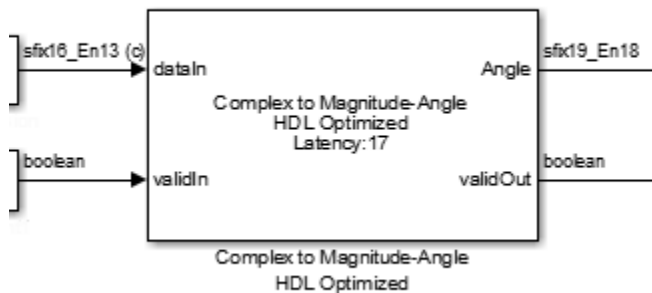 sfix16_En13 (c)
sfix19_En18
dataIn
Angle
Complex to Magnitude-Angle
HDL Optimized
Latency:17
boolean
boolean
validIn
validOut
Complex to Magnitude-Angle
HDL Optimized